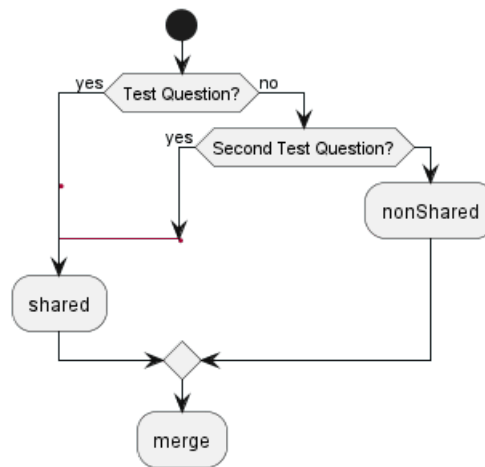 yes
Test Question?
no
yes
Second Test Question?
nonShared
shared
merge